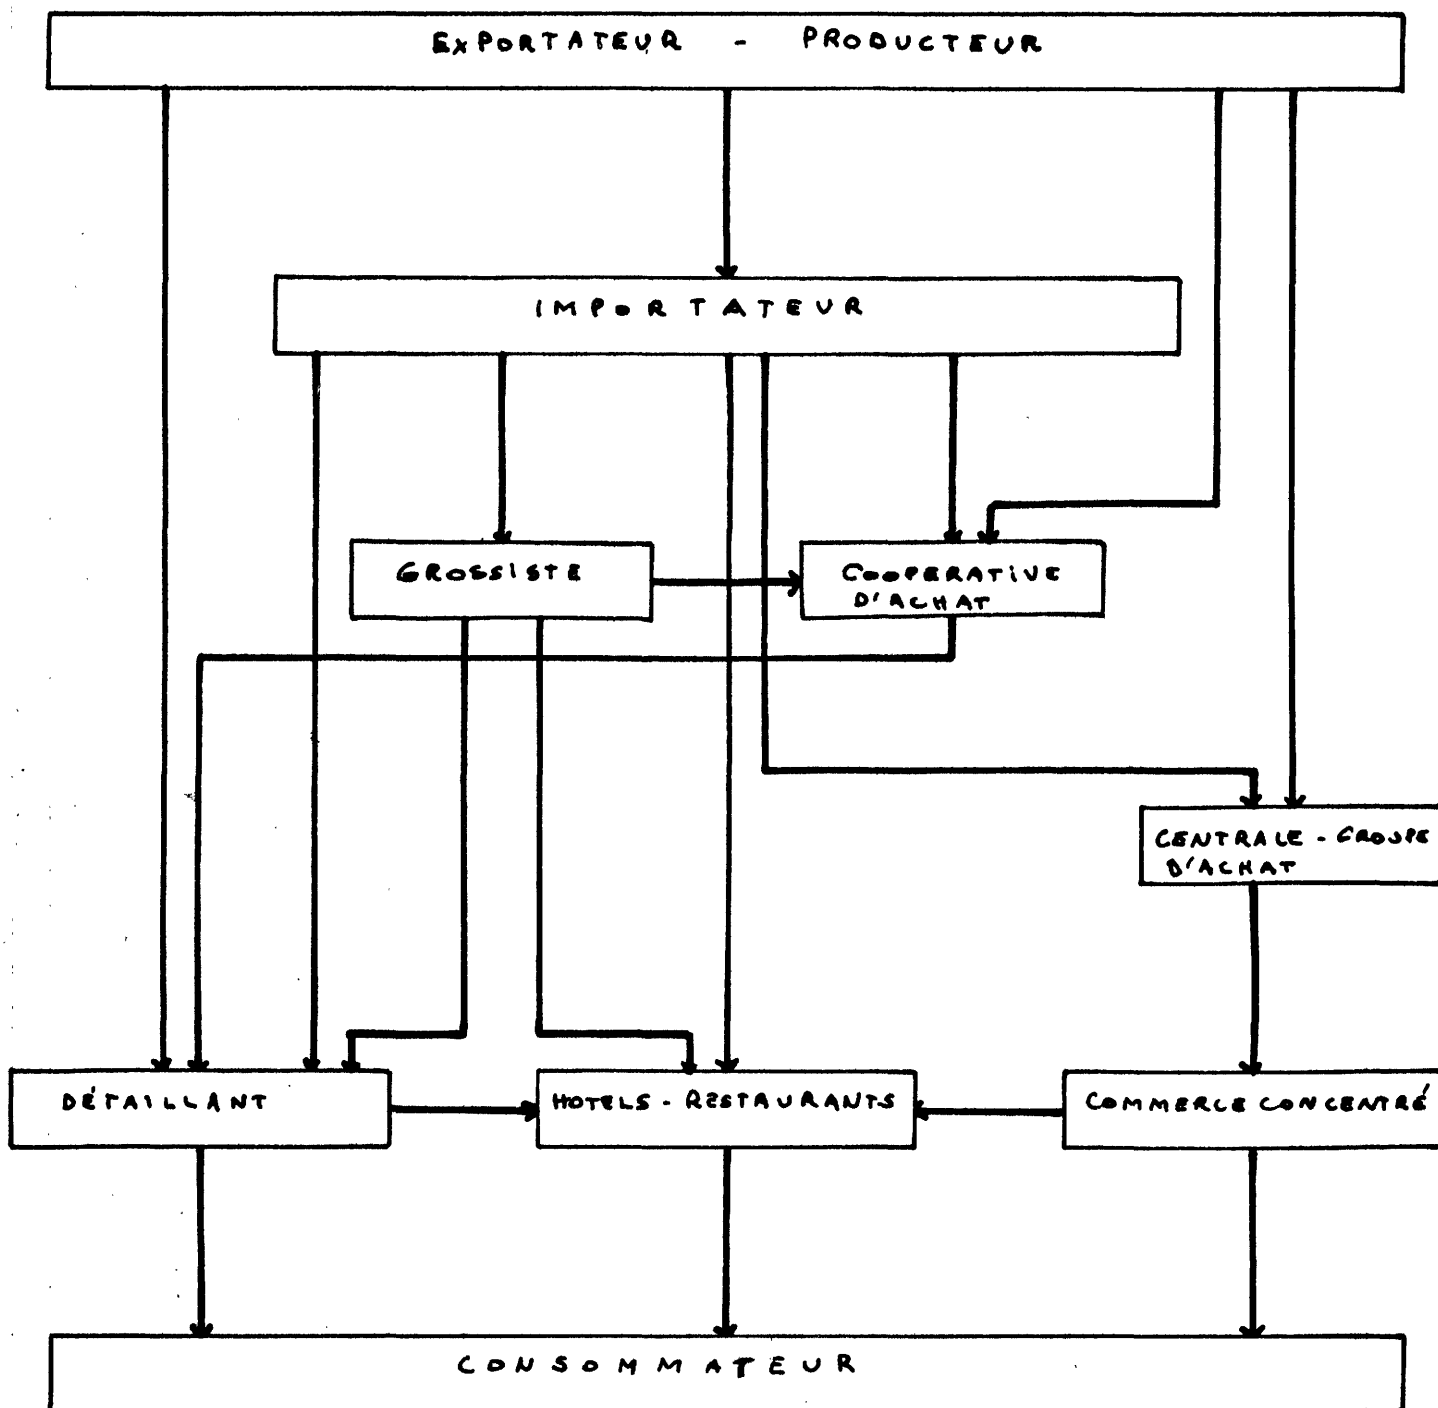 EXPORTATEUR - PRODUCTEUR
IMPORTATEUR
GROSSISTE
COOPERATIVE
D'ACHAT
CENTRALE - GROUPE
D'ACHAT
DÉTAILLANT
HOTELS - RESTAURANTS
COMMERCE CONCENTRÉ
CONSOMMATEUR